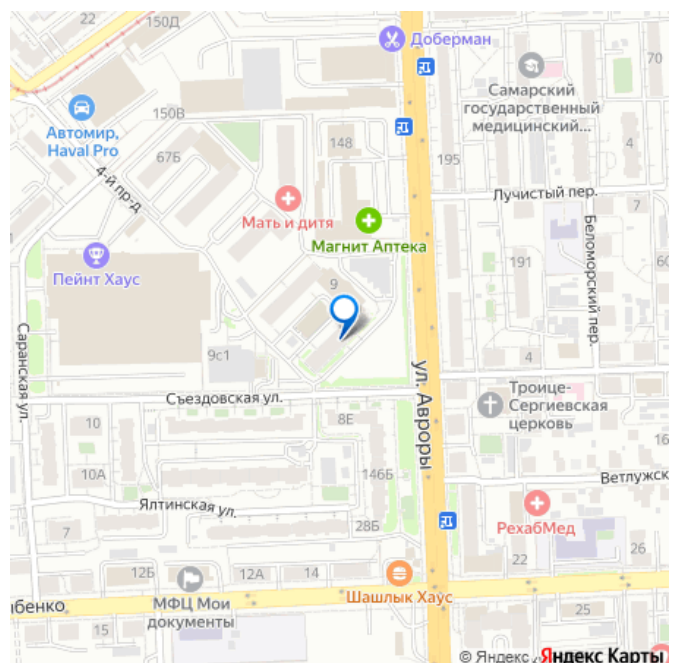 150Д
Доберман
70
Самарский
государственный
медицинский...
Автомир,
Haval Pro
150В
148
195
4
67Б
4-й пр-д
Лучистый пер.
7
Мать и дитя
Магнит Аптека
Беломорский пер.
Пейнт Хаус
9
191
60
Саранская ул.
9с1
ул. Авроры
4
Съездовская ул.
Троице-
Сергиевская
церковь
10
8Е
16
10А
146Б
Ветлужск
Ялтинская ул.
РехабМед
7
28Б
22
26
12Б
12А
14
Шашлык Хаус
ыбенко
МФЦ Мои
документы
15
25
© Яндекс
Яндекс Карты